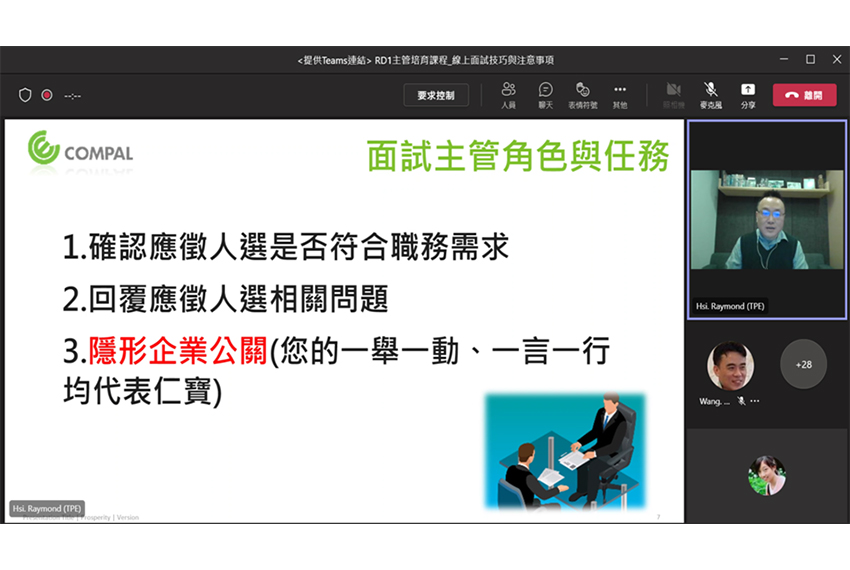 <提供Teams連結> RD1主管培育課程_線上面試技巧與注意事項
--:--
要求控制
人員
聊天
表情符號
其他
照相機
麥克風
分享
離開
COMPAL
面試主管角色與任務
1.確認應徵人選是否符合職務需求
2.回覆應徵人選相關問題
3.隱形企業公關(您的一舉一動、一言一行
均代表仁寶)
Hsi. Raymond (TPE)
Prosperity | Version
7
Hsi. Raymond (TPE)
Wang. ...
+28